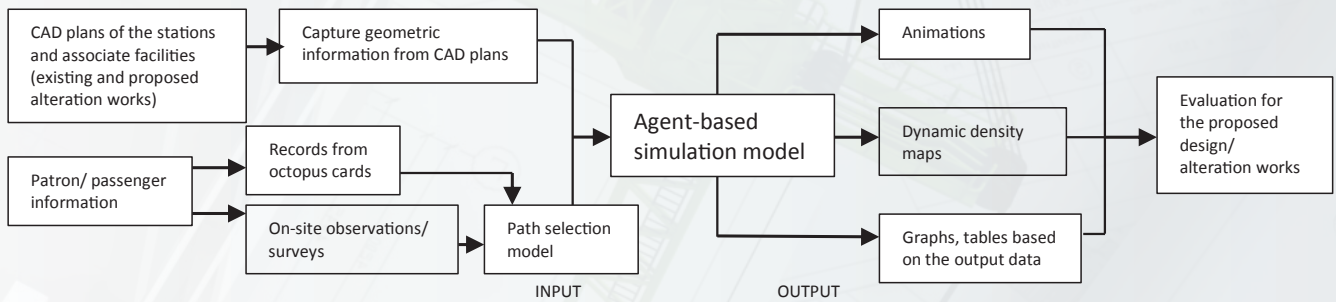 CAD plans of the stations
and associate facilities
(existing and proposed
alteration works)
Capture geometric
information from CAD plans
Patron/ passenger
information
Records from
octopus cards
On-site observations/
surveys
Path selection
model
INPUT
Agent-based
simulation model
OUTPUT
Animations
Dynamic density
maps
Graphs, tables based
on the output data
Evaluation for
the proposed
design/
alteration works